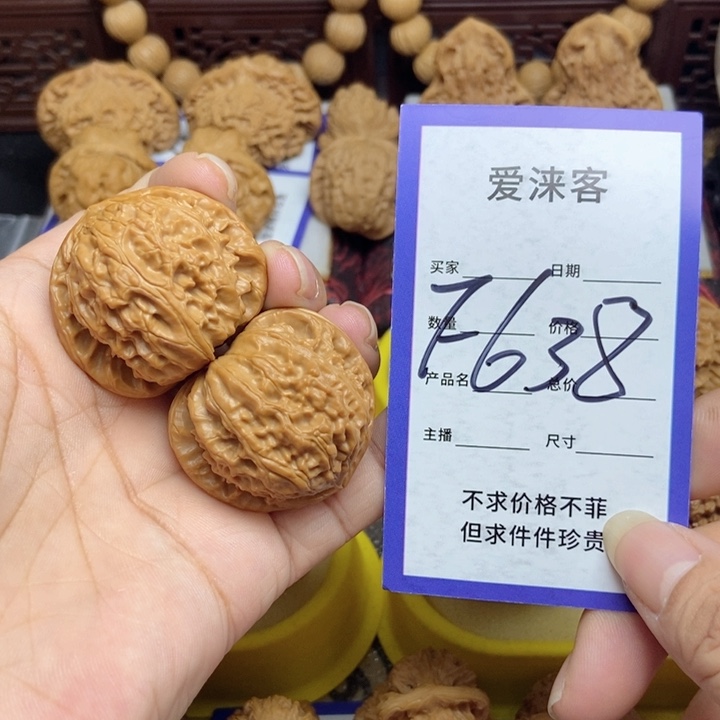 爱涞客
买家 日期
数量 价格
F638
产品名 总价
主播 尺寸
不求价格不菲
但求件件珍贵